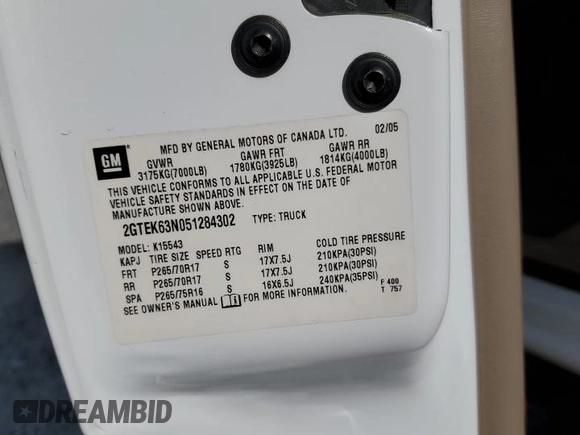 GM
MFD BY GENERAL MOTORS OF CANADA LTD. 02/05
GVWR GAWR FRT GAWR RR
3175KG(7000LB) 1780KG(3925LB) 1814KG(4000LB)
THIS VEHICLE CONFORMS TO ALL APPLICABLE U.S. FEDERAL MOTOR
VEHICLE SAFETY STANDARDS IN EFFECT ON THE DATE OF
MANUFACTURE SHOWN ABOVE.
2GTEK63N051284302 TYPE: TRUCK
MODEL: K15543
KAPJ TIRE SIZE SPEED RTG RIM COLD TIRE PRESSURE
FRT P265/70R17 S 17X7.5J 210KPA(30PSI)
RR P265/70R17 S 17X7.5J 210KPA(30PSI)
SPA P265/75R16 S 16X6.5J 240KPA(35PSI)
SEE OWNER'S MANUAL FOR MORE INFORMATION. F 400
T 757
DREAMBID